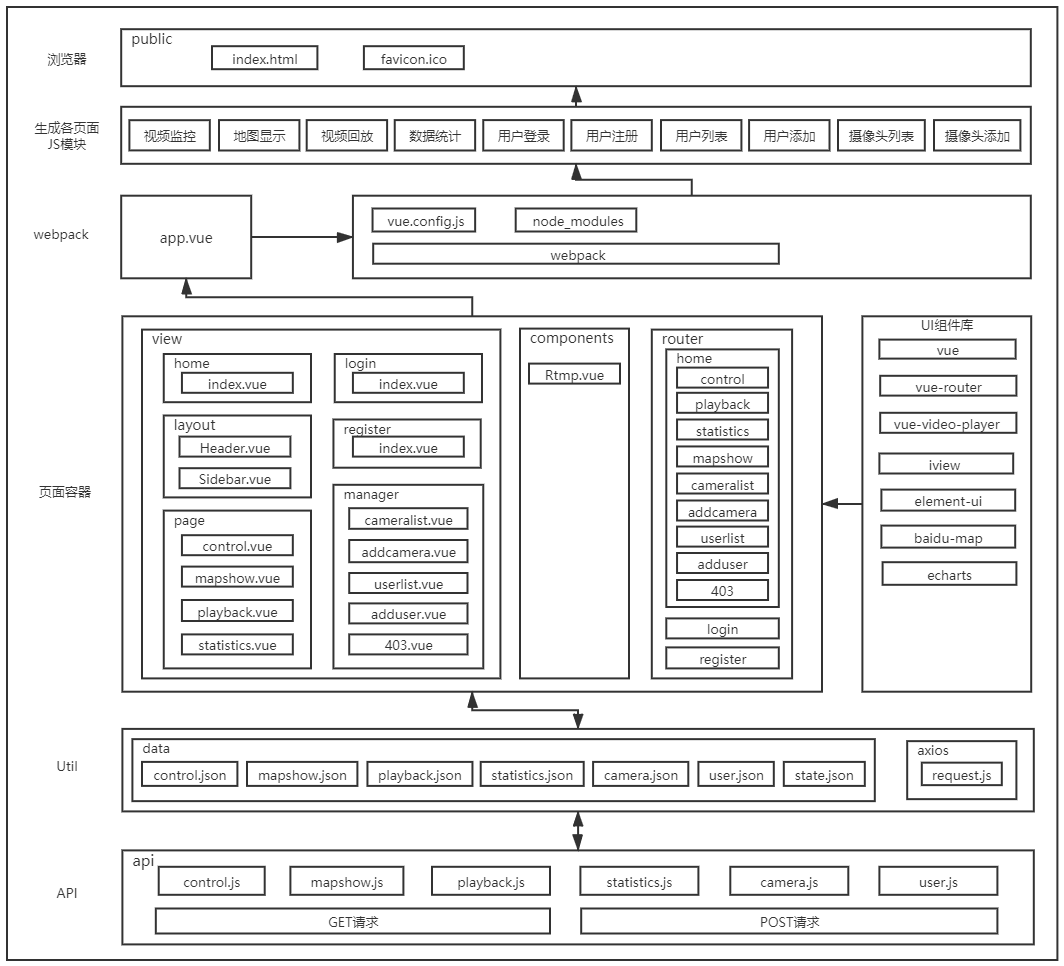 浏览器
public
index.html
favicon.ico
生成各页面
JS模块
视频监控
地图显示
视频回放
数据统计
用户登录
用户注册
用户列表
用户添加
摄像头列表
摄像头添加
webpack
app.vue
vue.config.js
node_modules
webpack
页面容器
view
home
index.vue
login
index.vue
layout
Header.vue
Sidebar.vue
register
index.vue
page
control.vue
mapshow.vue
playback.vue
statistics.vue
manager
cameralist.vue
addcamera.vue
userlist.vue
adduser.vue
403.vue
components
Rtmp.vue
router
home
control
playback
statistics
mapshow
cameralist
addcamera
userlist
adduser
403
login
register
UI组件库
vue
vue-router
vue-video-player
iview
element-ui
baidu-map
echarts
Util
data
control.json
mapshow.json
playback.json
statistics.json
camera.json
user.json
state.json
axios
request.js
API
api
control.js
mapshow.js
playback.js
statistics.js
camera.js
user.js
GET请求
POST请求